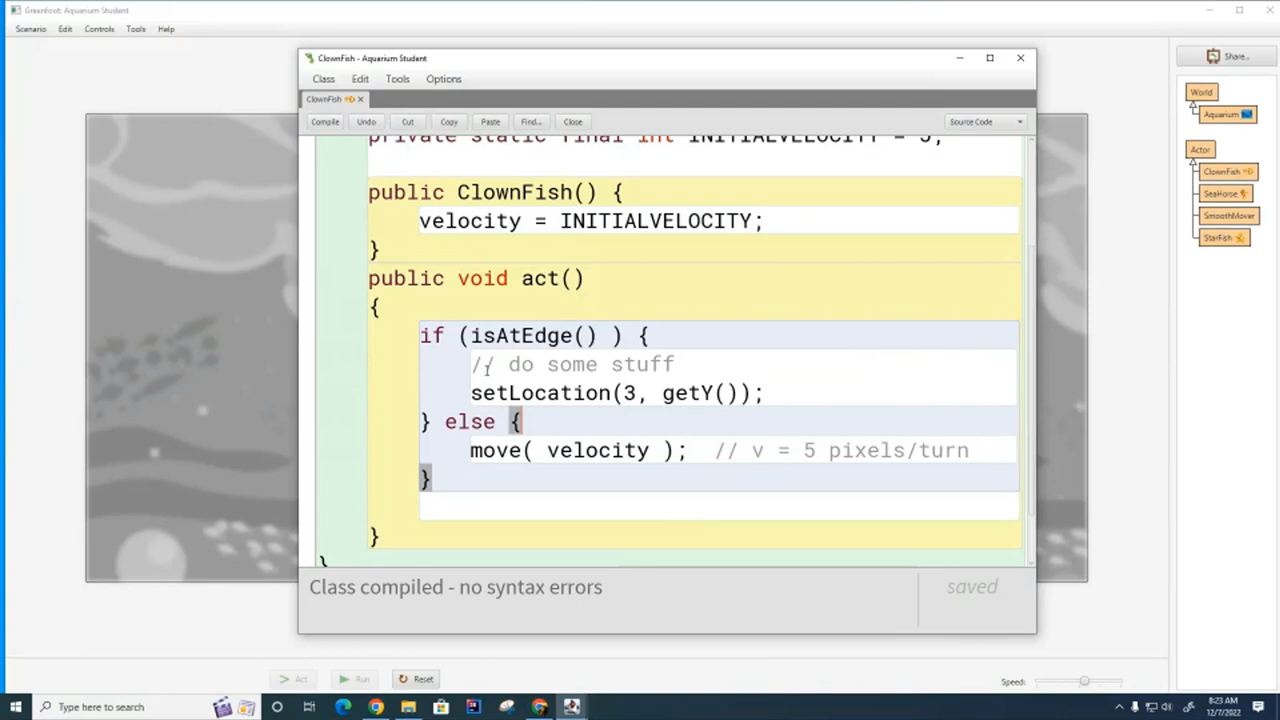 Greenfoot: Aquarium Student
Scenario Edit Controls Tools Help
Share...
World
Aquarium
Actor
ClownFish
SeaHorse
SmoothMover
StarFish
ClownFish - Aquarium Student
Class Edit Tools Options
ClownFish
Compile Undo Cut Copy Paste Find... Close Source Code
private static final int INITIALVELOCITY = 5;
public ClownFish() {
velocity = INITIALVELOCITY;
}
public void act()
{
if (isAtEdge() ) {
// do some stuff
setLocation(3, getY());
} else {
move( velocity ); // v = 5 pixels/turn
}
}
}
Class compiled - no syntax errors
saved
Act Run Reset Speed:
Type here to search
8:23 AM
12/7/2022